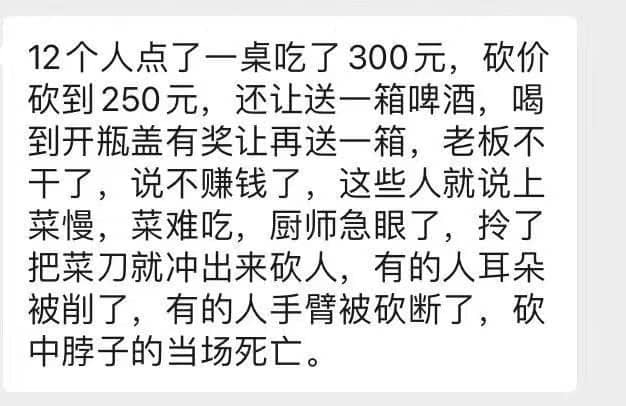 12个人点了一桌吃了300元，砍价
砍到250元，还让送一箱啤酒，喝
到开瓶盖有奖让再送一箱，老板不
干了，说不赚钱了，这些人就说上
菜慢，菜难吃，厨师急眼了，拎了
把菜刀就冲出来砍人，有的人耳朵
被削了，有的人手臂被砍断了，砍
中脖子的当场死亡。